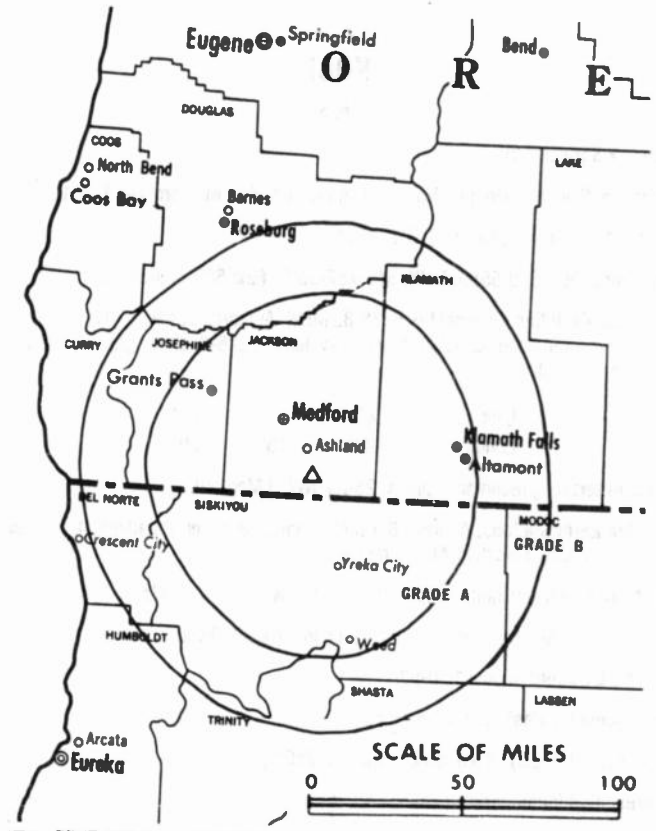 Eugene Springfield
Bend
O R E
DOUGLAS
COOS
LAKE
North Bend
Coos Bay
Barnes
Roseburg
KLAMATH
CURRY JOSEPHINE JACKSON
Grants Pass
Medford
Ashland
Klamath Falls
Altamont
DEL NORTE SISKIYOU MODOC
GRADE B
Crescent City
Yreka City
GRADE A
HUMBOLDT Weed
SHASTA LASSEN
TRINITY
Arcata
Eureka
SCALE OF MILES
0 50 100